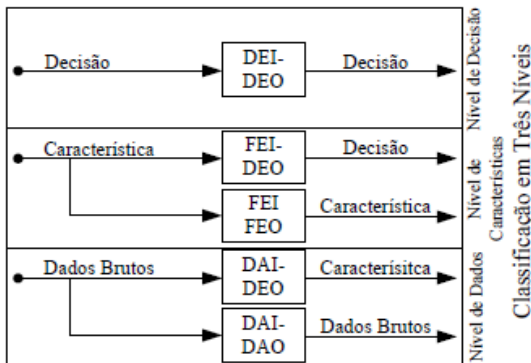 Decisão
DEI-
DEO
Decisão
Nível de Decisão
Característica
FEI-
DEO
Decisão
FEI
FEO
Característica
Nível de
Características
Dados Brutos
DAI-
DEO
Caracterísitca
DAI-
DAO
Dados Brutos
Nível de Dados
Classificação em Três Níveis